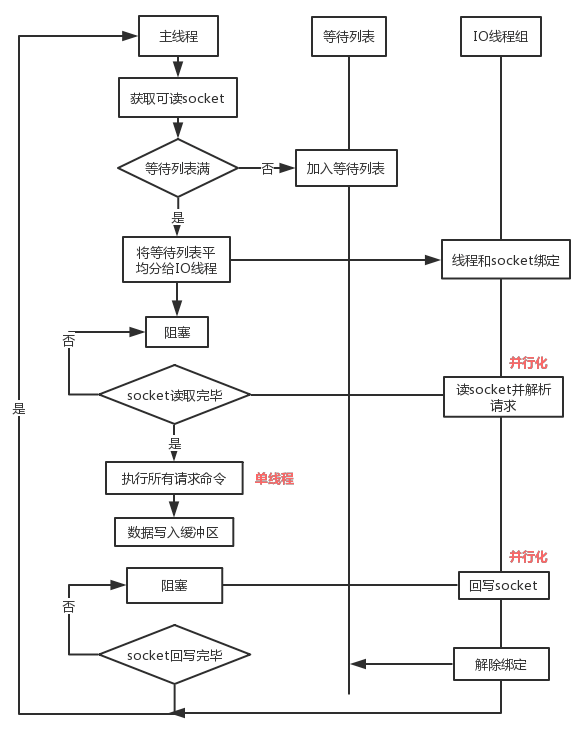 主线程
等待列表
IO线程组
获取可读socket
等待列表满
否
加入等待列表
是
将等待列表平
均分给IO线程
线程和socket绑定
阻塞
否
并行化
socket读取完毕
读socket并解析
请求
是
是
执行所有请求命令
单线程
数据写入缓冲区
并行化
阻塞
回写socket
否
socket回写完毕
解除绑定